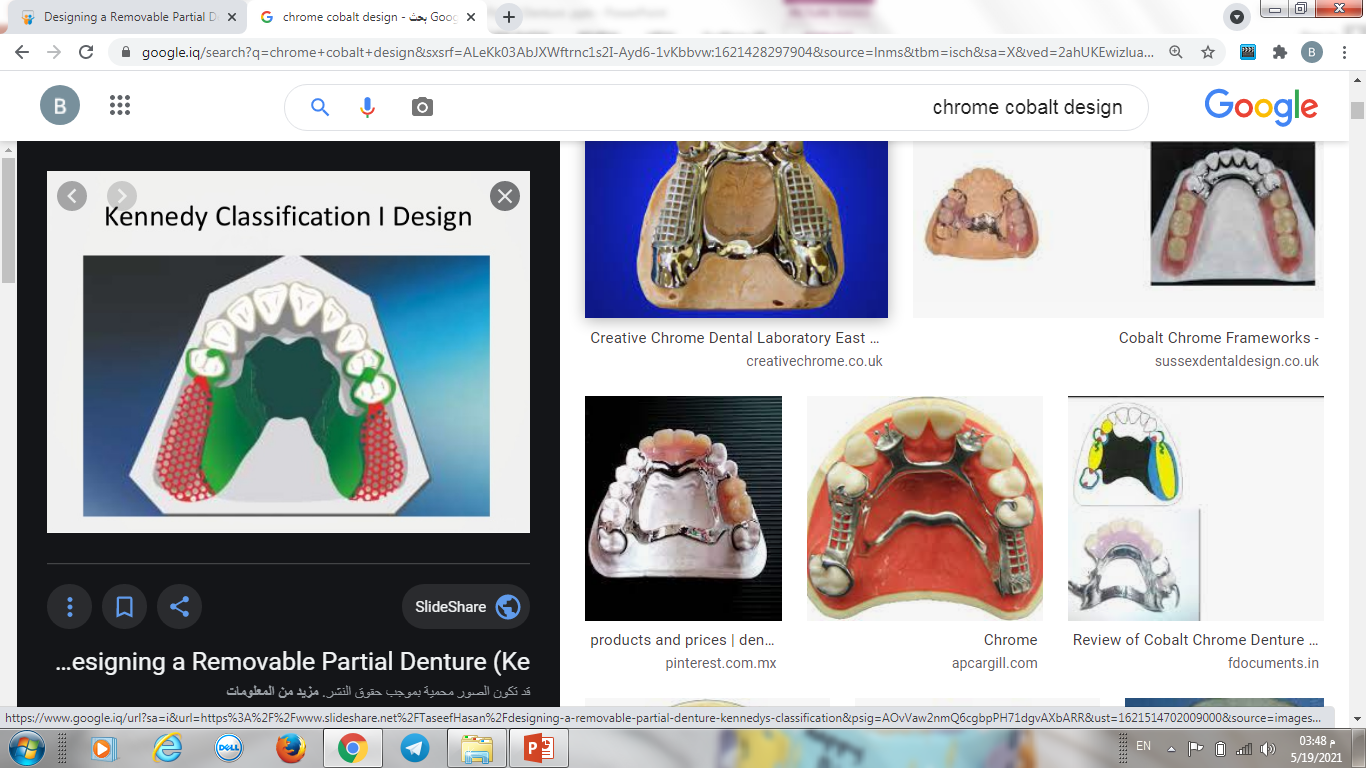 Designing a Removable Partial D
chrome cobalt design - بحث Goog
google.iq/search?q=chrome+cobalt+design&sxsrf=ALeKk03AbJXWftrnc1s2I-Ayd6-1vKbbvw:1621428297904&source=lnms&tbm=isch&sa=X&ved=2ahUKEwizlua...
B
B
chrome cobalt design
Google
Kennedy Classification I Design
Creative Chrome Dental Laboratory East ...
creativechrome.co.uk
Cobalt Chrome Frameworks -
sussexdentaldesign.co.uk
products and prices | den...
pinterest.com.mx
Chrome
apcargill.com
Review of Cobalt Chrome Denture ...
fdocuments.in
SlideShare
...esigning a Removable Partial Denture (Ke
قد تكون الصور محمية بموجب حقوق النشر. مزيد من المعلومات
https://www.google.iq/url?sa=i&url=https%3A%2F%2Fwww.slideshare.net%2FTaseefHasan%2Fdesigning-a-removable-partial-denture-kennedys-classification&psig=AOvVaw2nmQ6cgbpPH71dgvAXbARR&ust=1621514702009000&source=images...
DELL
EN
03:48 م
5/19/2021